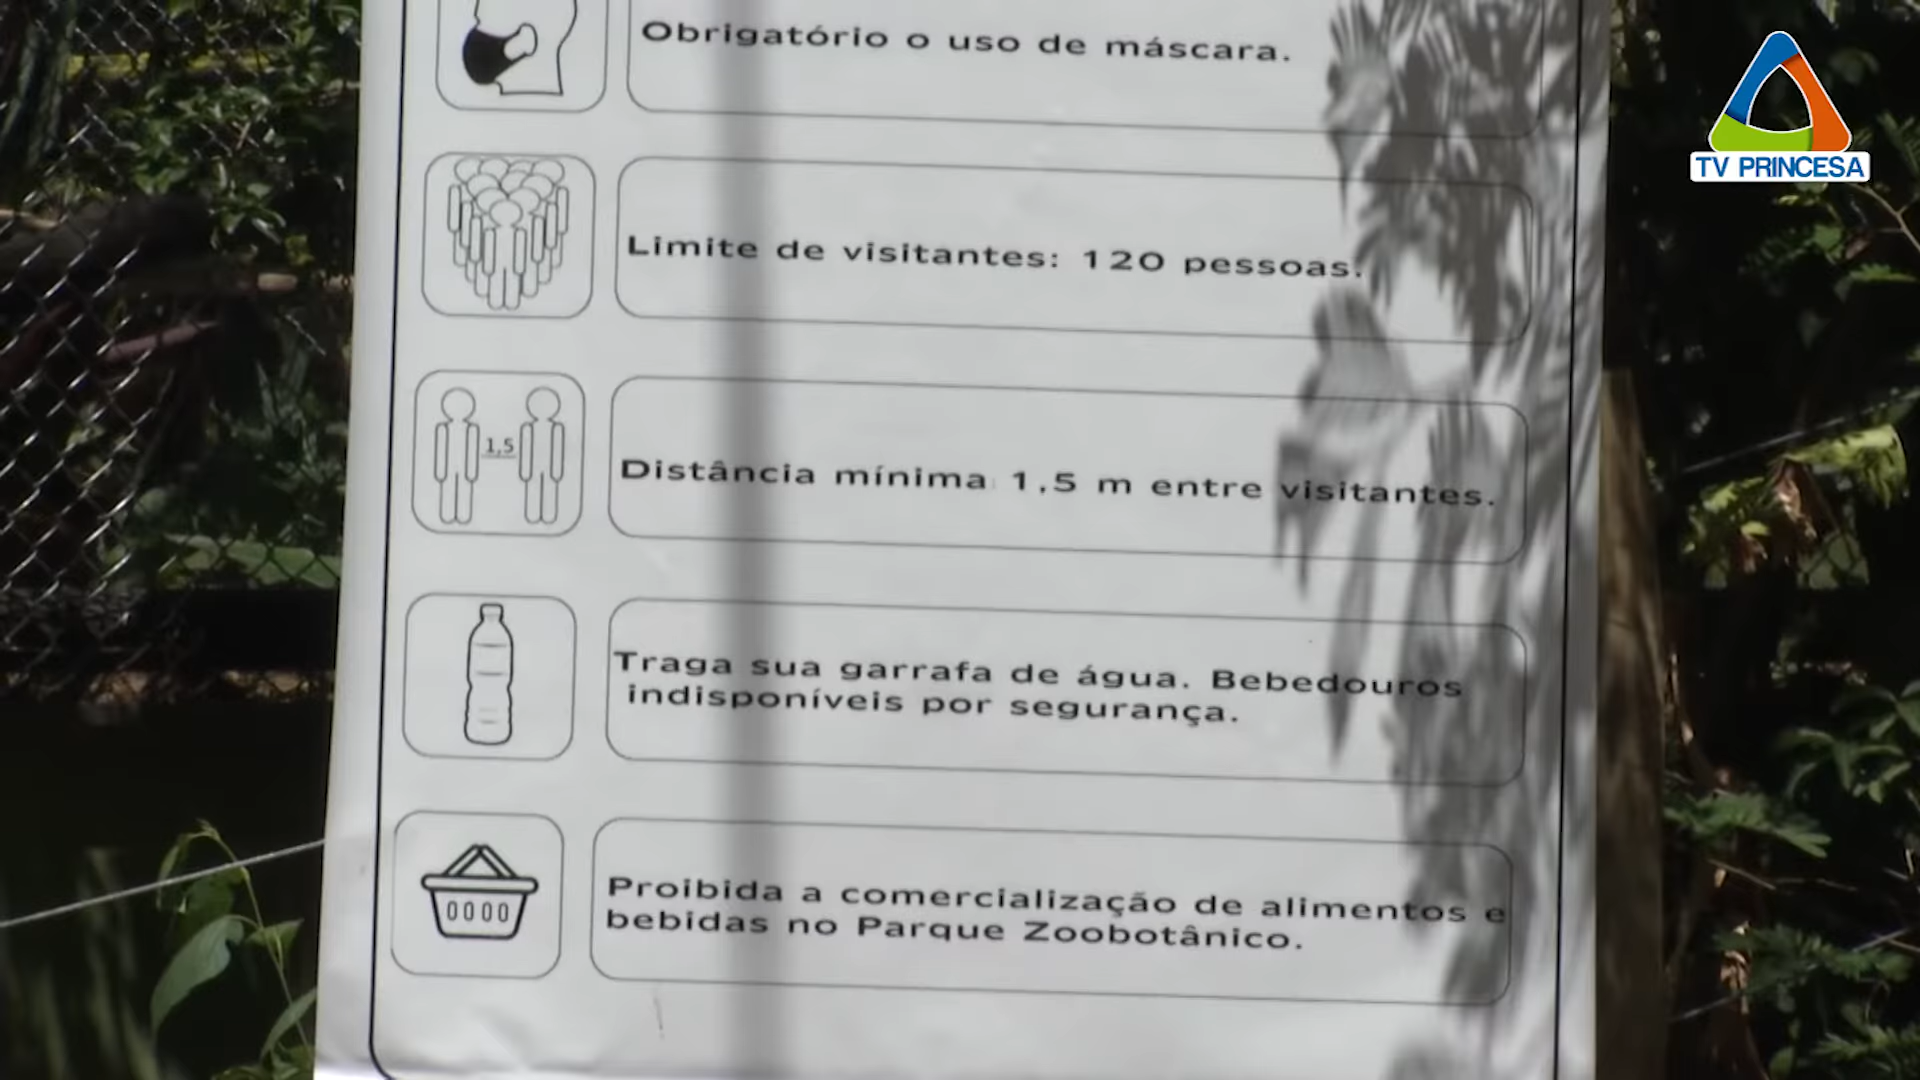 Obrigatório o uso de máscara.
TV PRINCESA
Limite de visitantes: 120 pessoas.
1,5
Distância mínima 1,5 m entre visitantes.
Traga sua garrafa de água. Bebedouros
indisponíveis por segurança.
Proibida a comercialização de alimentos e
bebidas no Parque Zoobotânico.